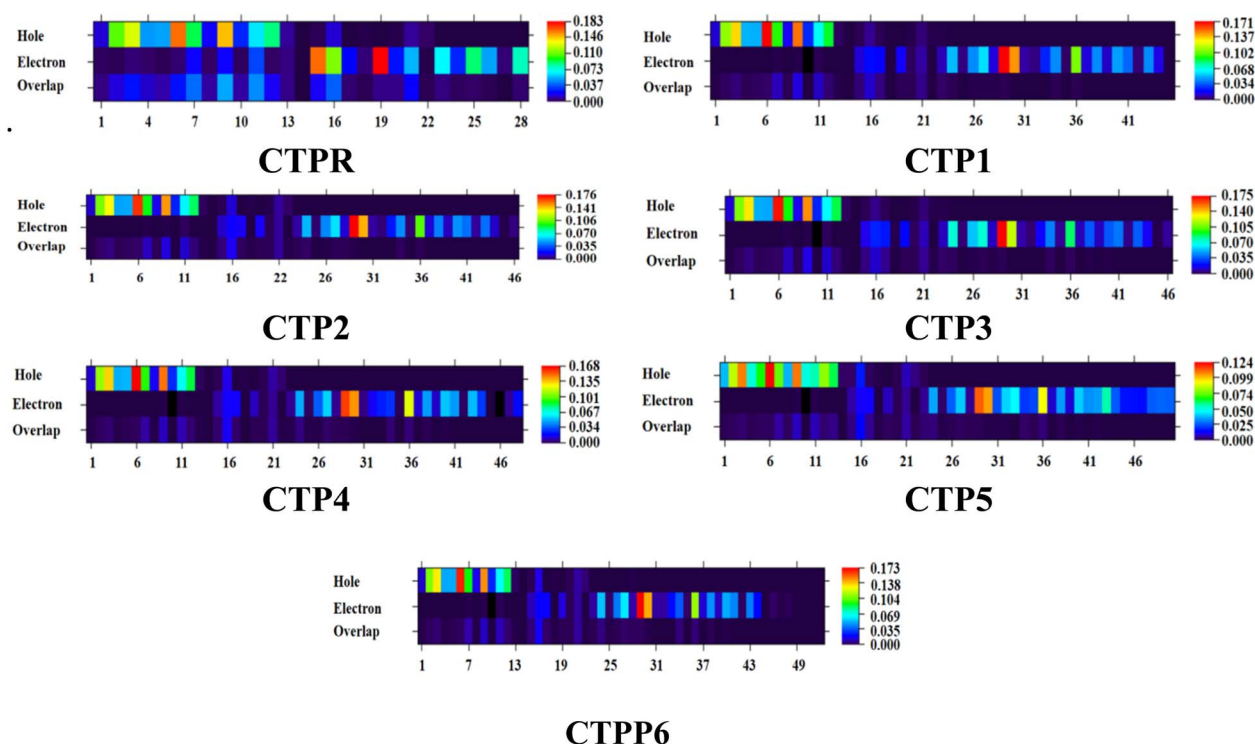 Hole
Electron
Overlap
0.183
0.146
0.110
0.073
0.037
0.000
1 4 7 10 13 16 19 22 25 28
CTPR
Hole
Electron
Overlap
0.171
0.137
0.102
0.068
0.034
0.000
1 6 11 16 21 26 31 36 41
CTP1
.
Hole
Electron
Overlap
0.176
0.141
0.106
0.070
0.035
0.000
1 6 11 16 22 26 31 36 41 46
CTP2
Hole
Electron
Overlap
0.175
0.140
0.105
0.070
0.035
0.000
1 6 11 16 21 26 31 36 41 46
CTP3
Hole
Electron
Overlap
0.168
0.135
0.101
0.067
0.034
0.000
1 6 11 16 21 26 31 36 41 46
CTP4
Hole
Electron
Overlap
0.124
0.099
0.074
0.050
0.025
0.000
1 6 11 16 21 26 31 36 41 46
CTP5
Hole
Electron
Overlap
0.173
0.138
0.104
0.069
0.035
0.000
1 7 13 19 25 31 37 43 49
CTPP6